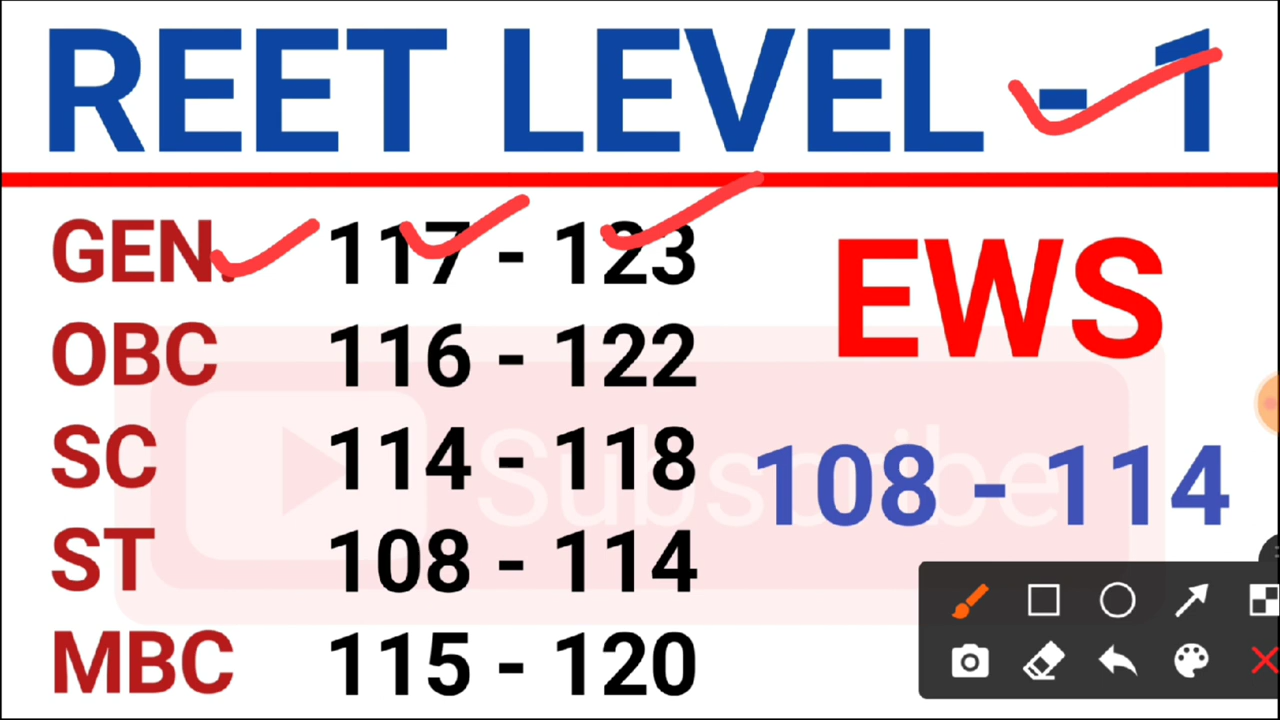 REET LEVEL - 1
GEN. 117 - 123
OBC 116 - 122
SC 114 - 118
ST 108 - 114
MBC 115 - 120
EWS
108 - 114
Subscribe